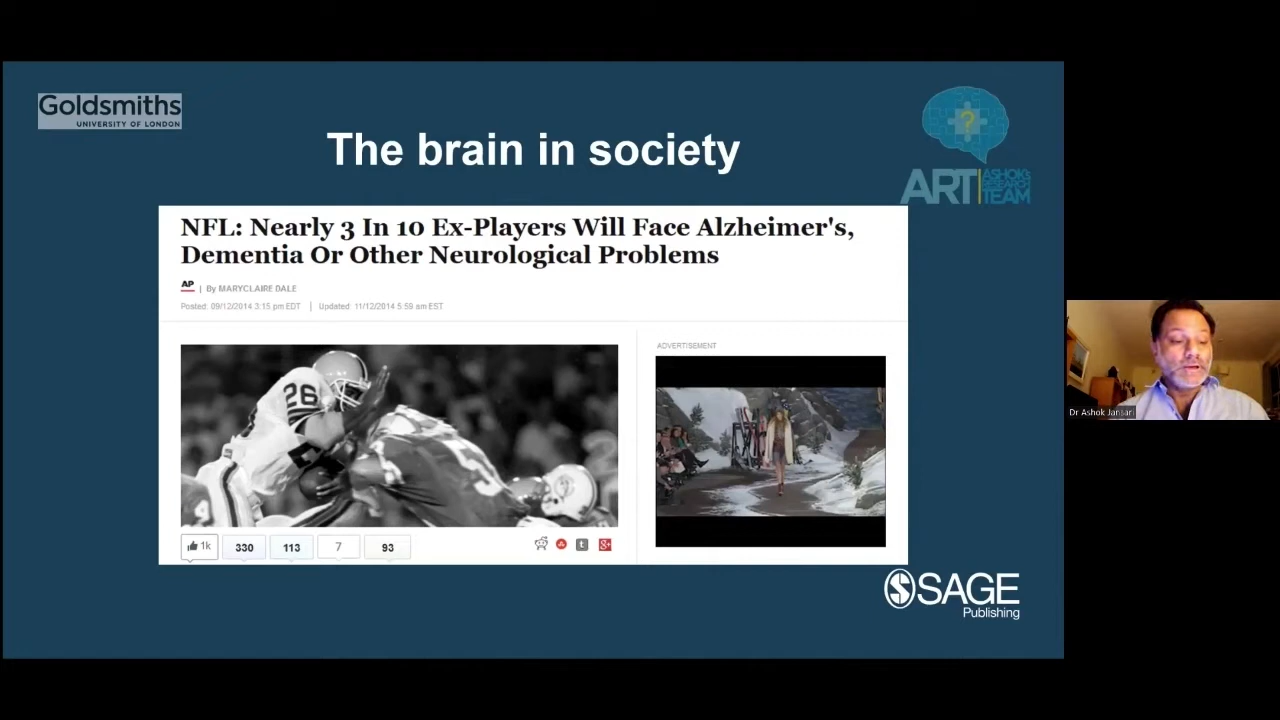 Goldsmiths
UNIVERSITY OF LONDON
The brain in society
?
ART
ASHOK'S
RESEARCH
TEAM
NFL: Nearly 3 In 10 Ex-Players Will Face Alzheimer's,
Dementia Or Other Neurological Problems
AP | By MARYCLAIRE DALE
Posted: 09/12/2014 3:15 pm EDT | Updated: 11/12/2014 5:59 am EST
ADVERTISEMENT
26
5
1k 330 113 7 93
t g+
Dr Ashok Jansari
S SAGE
Publishing